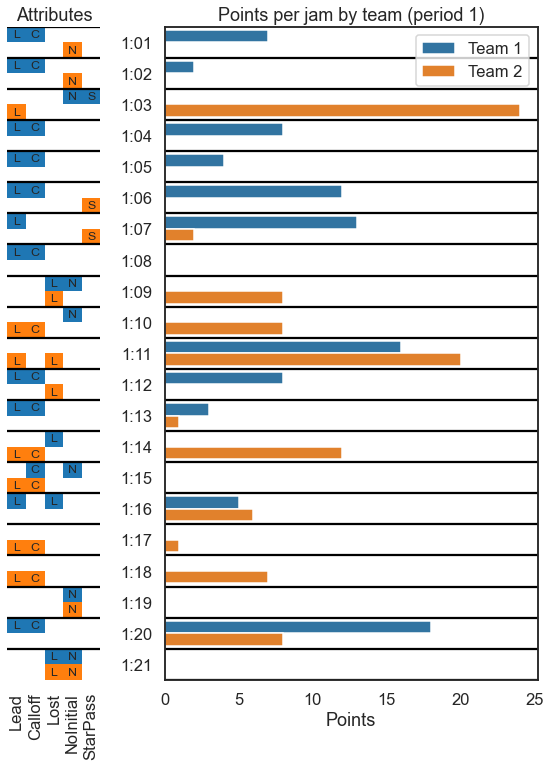 Attributes
Points per jam by team (period 1)
Team 1
Team 2
L C
1:01
N
L C
1:02
N
N S
1:03
L
L C
1:04
L C
1:05
L C
1:06
S
L
1:07
S
L C
1:08
L N
1:09
L
N
1:10
L C
1:11
L L
L C
1:12
L
L C
1:13
L
1:14
L C
C N
1:15
L C
L L
1:16
1:17
L C
1:18
L C
N
1:19
N
L C
1:20
L N
1:21
L N
Lead
Calloff
Lost
NoInitial
StarPass
0 5 10 15 20 25
Points